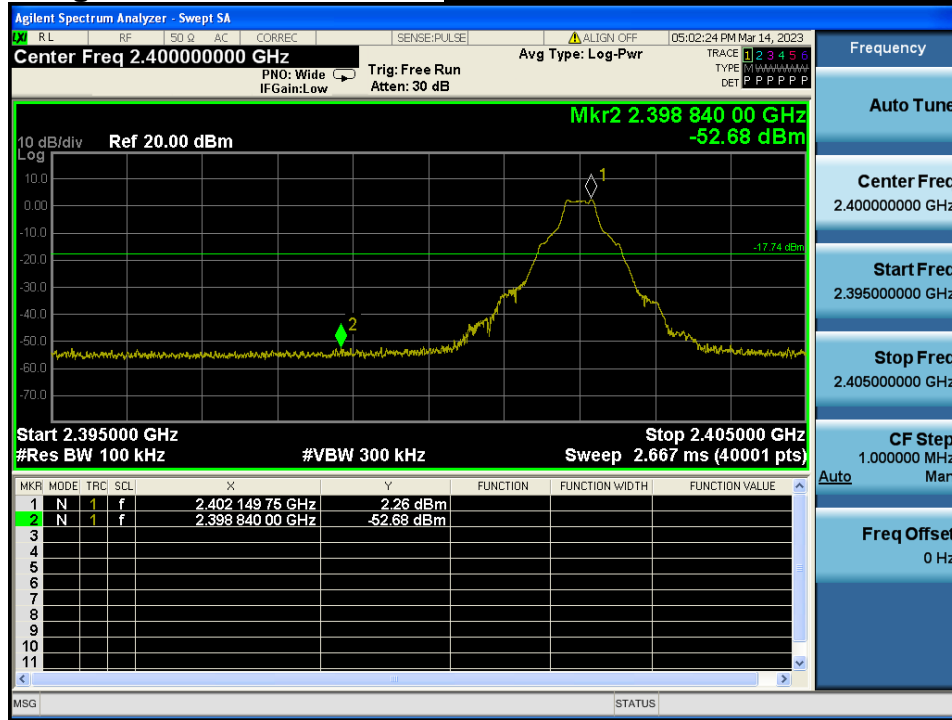 Agilent Spectrum Analyzer - Swept SA
LXI RL RF 50 Ω AC CORREC SENSE:PULSE ALIGN OFF 05:02:24 PM Mar 14, 2023
Center Freq 2.400000000 GHz
PNO: Wide
IFGain:Low
Trig: Free Run
Atten: 30 dB
Avg Type: Log-Pwr
TRACE 1 2 3 4 5 6
TYPE M W W W W W
DET P P P P P P
Mkr2 2.398 840 00 GHz
-52.68 dBm
10 dB/div Ref 20.00 dBm
Log
10.0
0.00
-10.0
-20.0
-30.0
-40.0
-50.0
-60.0
-70.0
1
-17.74 dBm
2
Start 2.395000 GHz Stop 2.405000 GHz
#Res BW 100 kHz #VBW 300 kHz Sweep 2.667 ms (40001 pts)
MKR MODE TRC SCL X Y FUNCTION FUNCTION WIDTH FUNCTION VALUE
1 N 1 f 2.402 149 75 GHz 2.26 dBm
2 N 1 f 2.398 840 00 GHz -52.68 dBm
3
4
5
6
7
8
9
10
11
MSG STATUS
Frequency
Auto Tune
Center Freq
2.400000000 GHz
Start Freq
2.395000000 GHz
Stop Freq
2.405000000 GHz
CF Step
1.000000 MHz
Auto Man
Freq Offset
0 Hz